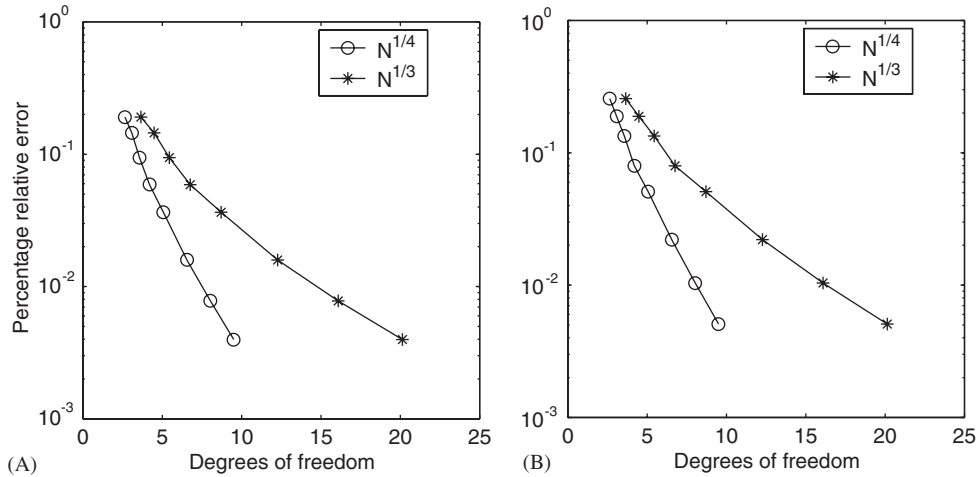 Percentage relative error
10^0
10^-1
10^-2
10^-3
N^1/4
N^1/3
0 5 10 15 20 25
Degrees of freedom
(A)
10^0
10^-1
10^-2
10^-3
N^1/4
N^1/3
0 5 10 15 20 25
Degrees of freedom
(B)